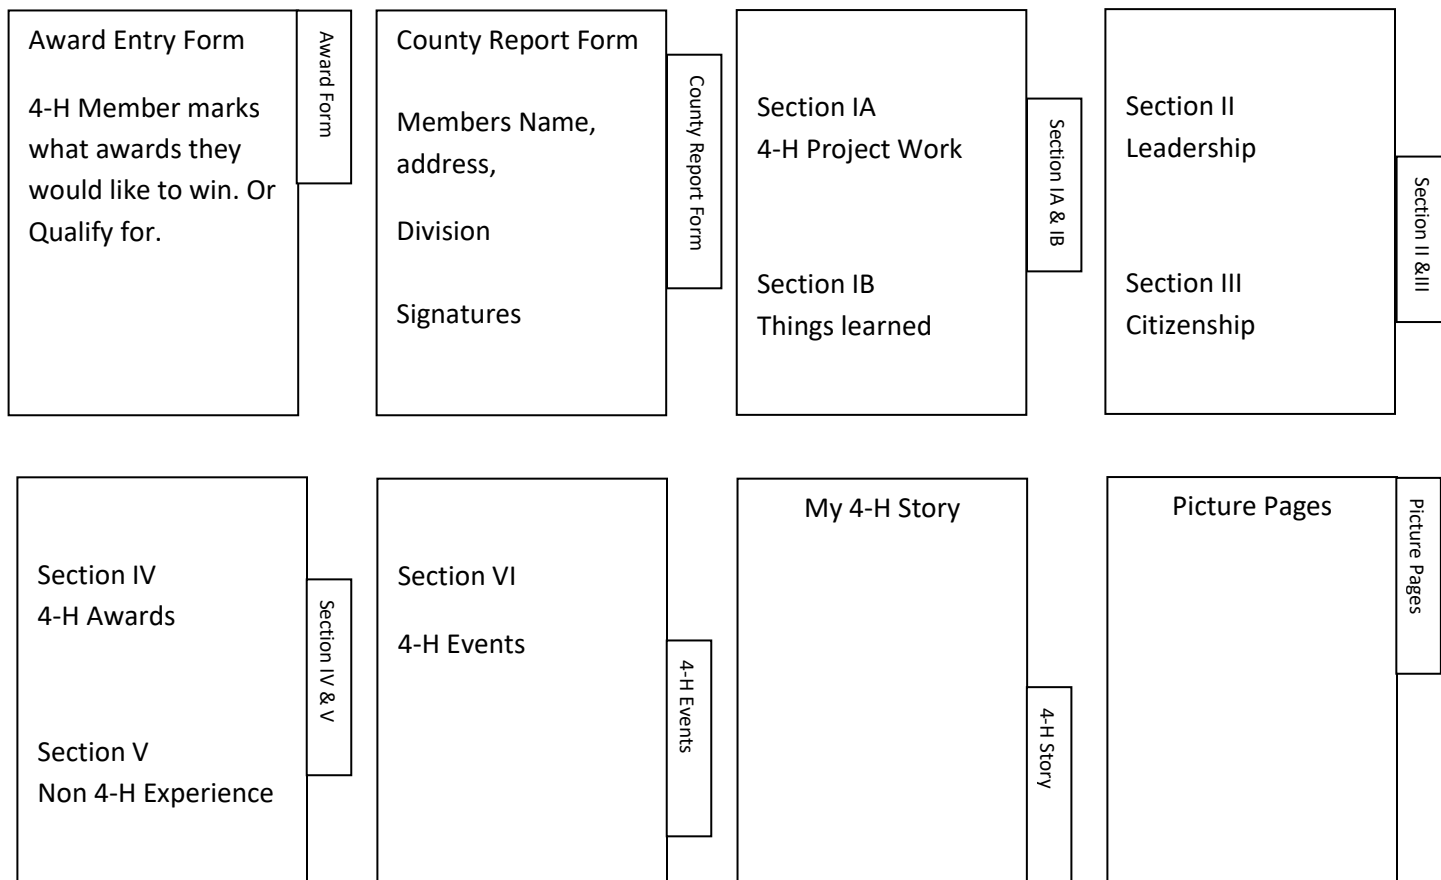 Award Entry Form
4-H Member marks
what awards they
would like to win. Or
Qualify for.
Award Form
County Report Form
Members Name,
address,
Division
Signatures
County Report Form
Section IA
4-H Project Work
Section IB
Things learned
Section IA & IB
Section II
Leadership
Section III
Citizenship
Section II &III
Section IV
4-H Awards
Section V
Non 4-H Experience
Section IV & V
Section VI
4-H Events
4-H Events
My 4-H Story
4-H Story
Picture Pages
Picture Pages